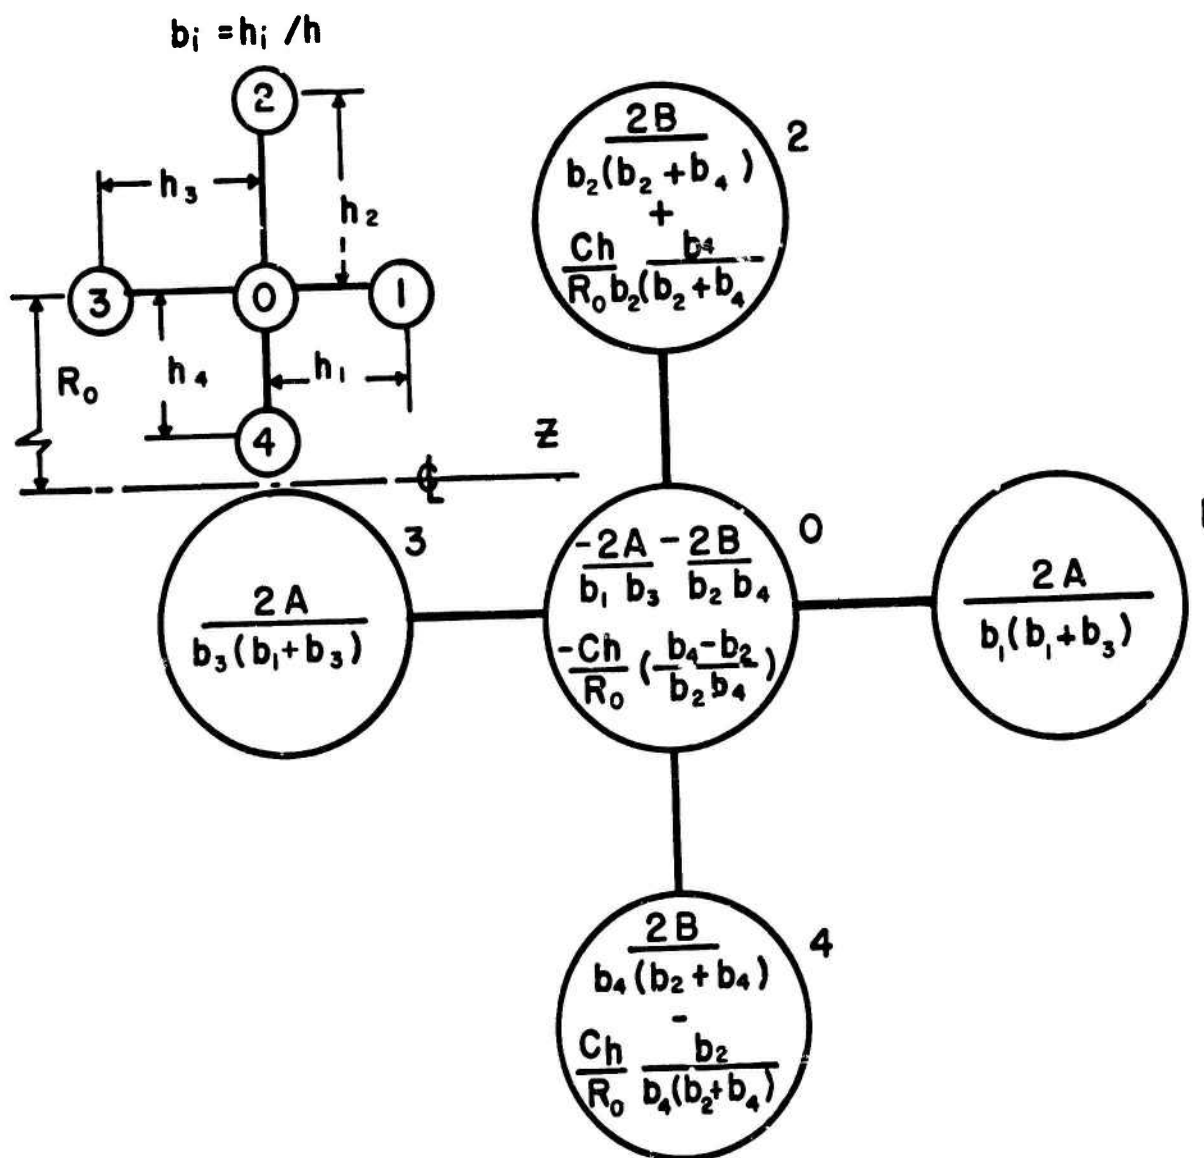 bᵢ = hᵢ /h
2
h₃
h₂
3
0
1
h₄
h₁
R₀
4
Z
℄
2B
b₂(b₂ + b₄)
+
Ch b₄
R₀ b₂(b₂ + b₄
2
3
2A
b₃(b₁ + b₃)
0
-2A -2B
b₁ b₃ b₂ b₄
-Ch (b₄ - b₂)
R₀ b₂ b₄
2A
b₁(b₁ + b₃)
4
2B
b₄(b₂ + b₄)
-
Ch b₂
R₀ b₄(b₂ + b₄)